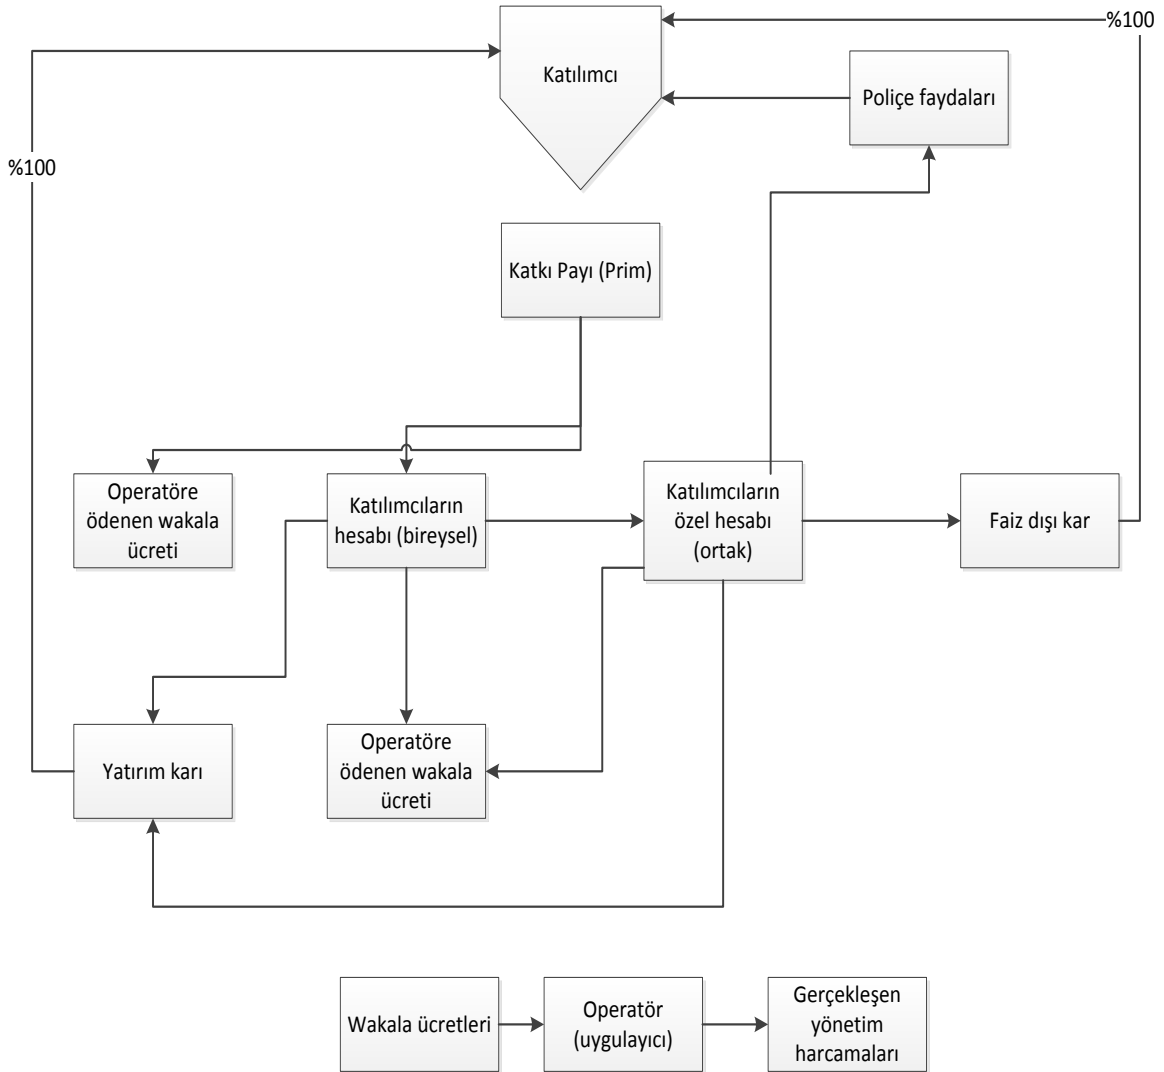 %100
Katılımcı
Poliçe faydaları
%100
Katkı Payı (Prim)
Operatöre
ödenen wakala
ücreti
Katılımcıların
hesabı (bireysel)
Katılımcıların
özel hesabı
(ortak)
Faiz dışı kar
Yatırım karı
Operatöre
ödenen wakala
ücreti
Wakala ücretleri
Operatör
(uygulayıcı)
Gerçekleşen
yönetim
harcamaları